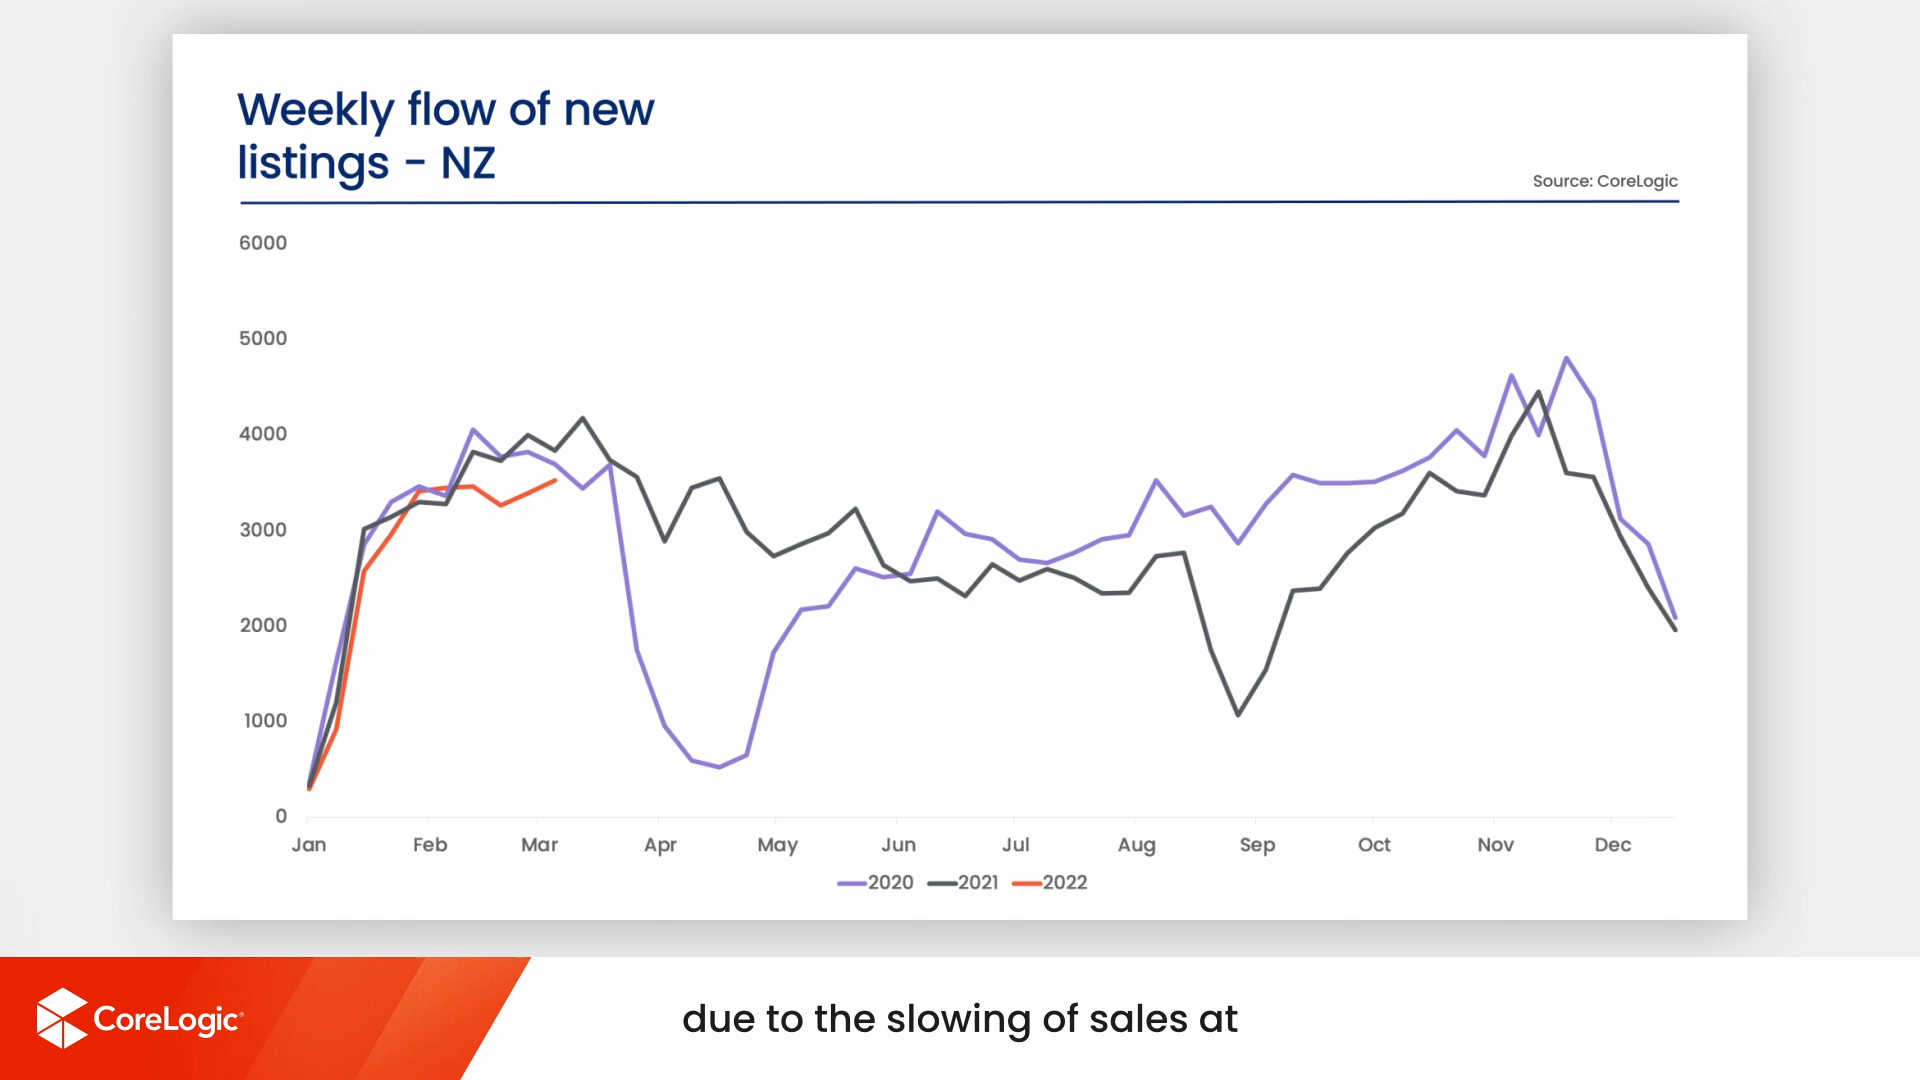 Weekly flow of new
listings - NZ
Source: CoreLogic
6000
5000
4000
3000
2000
1000
0
Jan Feb Mar Apr May Jun Jul Aug Sep Oct Nov Dec
2020 2021 2022
CoreLogic
due to the slowing of sales at